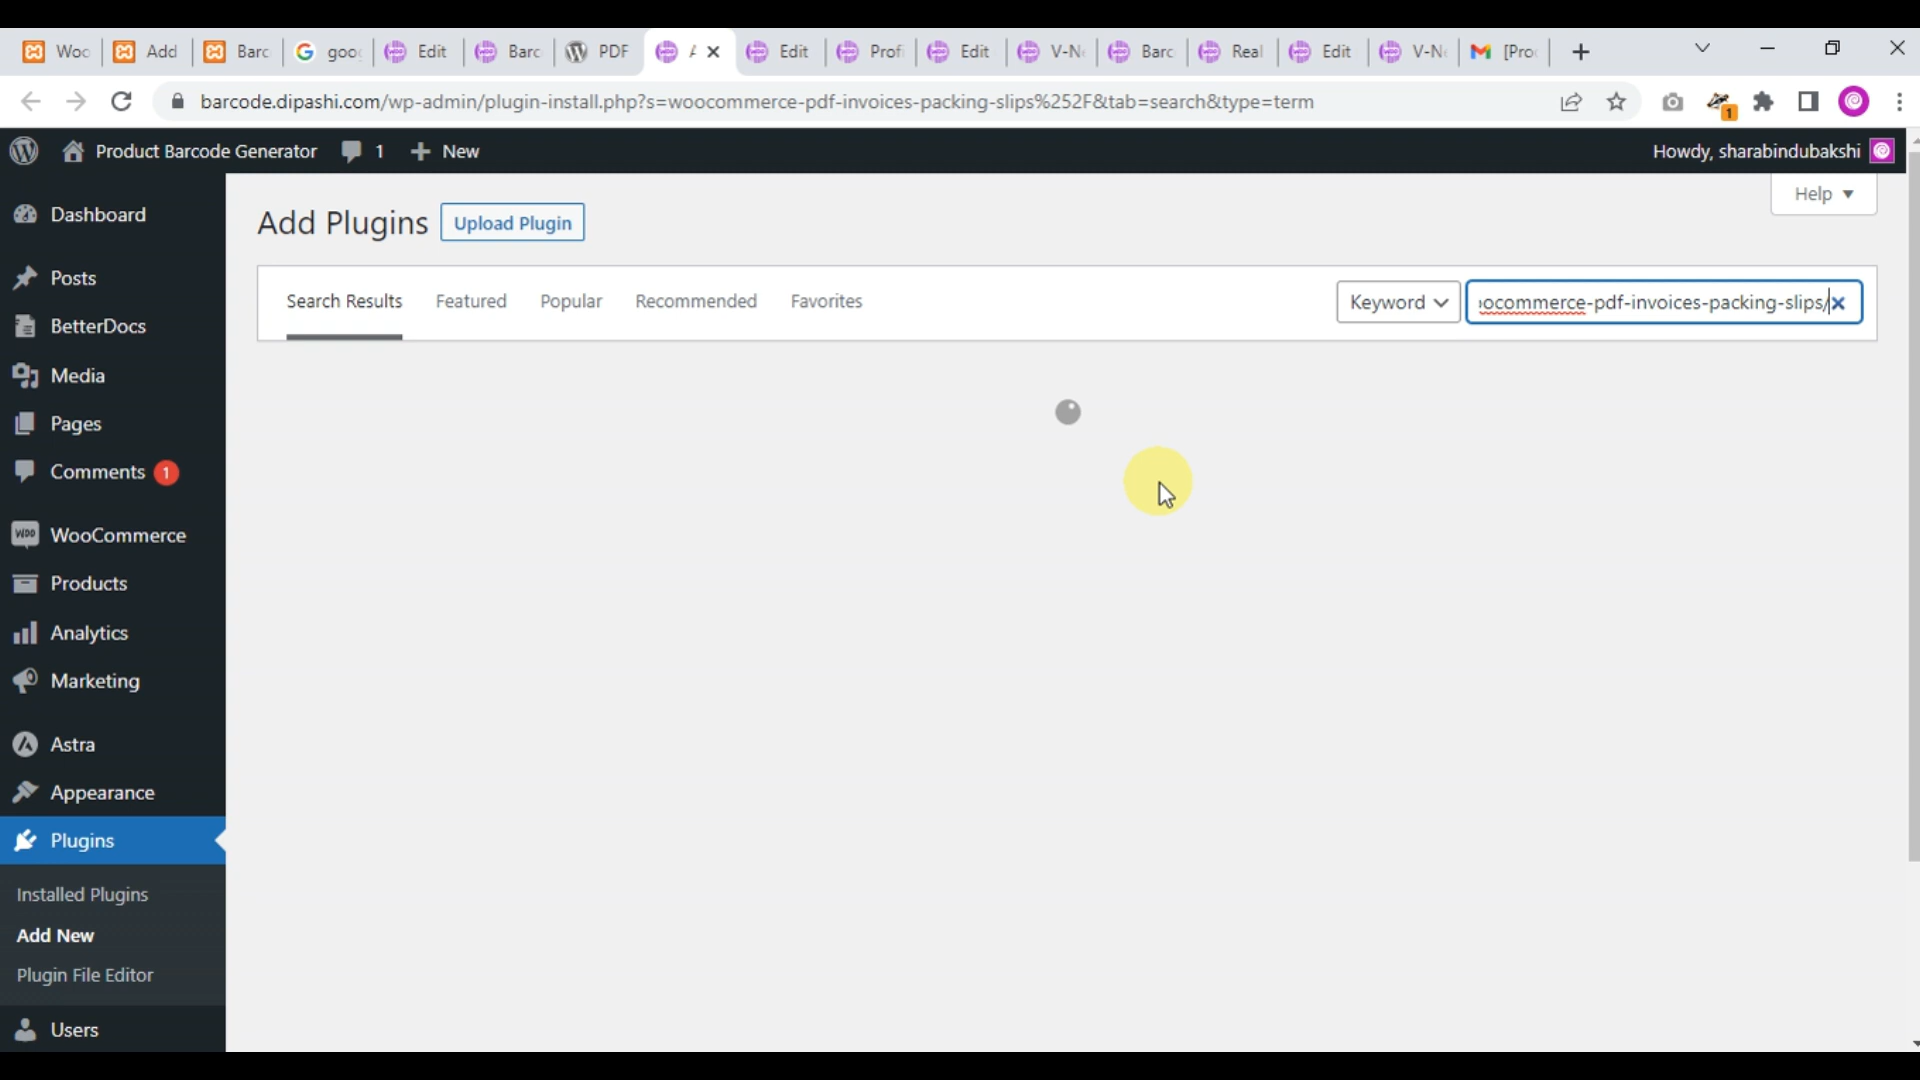 Woo
Add
Barc
goo
Edit
Barc
PDF
Edit
Profi
Edit
V-Ne
Barc
Real
Edit
V-Ne
[Pro
barcode.dipashi.com/wp-admin/plugin-install.php?s=woocommerce-pdf-invoices-packing-slips%252F&tab=search&type=term
1
Product Barcode Generator
1
New
Howdy, sharabindubakshi
Help
Dashboard
Posts
BetterDocs
Media
Pages
Comments 1
WooCommerce
Products
Analytics
Marketing
Astra
Appearance
Plugins
Installed Plugins
Add New
Plugin File Editor
Users
Add Plugins
Upload Plugin
Search Results
Featured
Popular
Recommended
Favorites
Keyword
ocommerce-pdf-invoices-packing-slips/